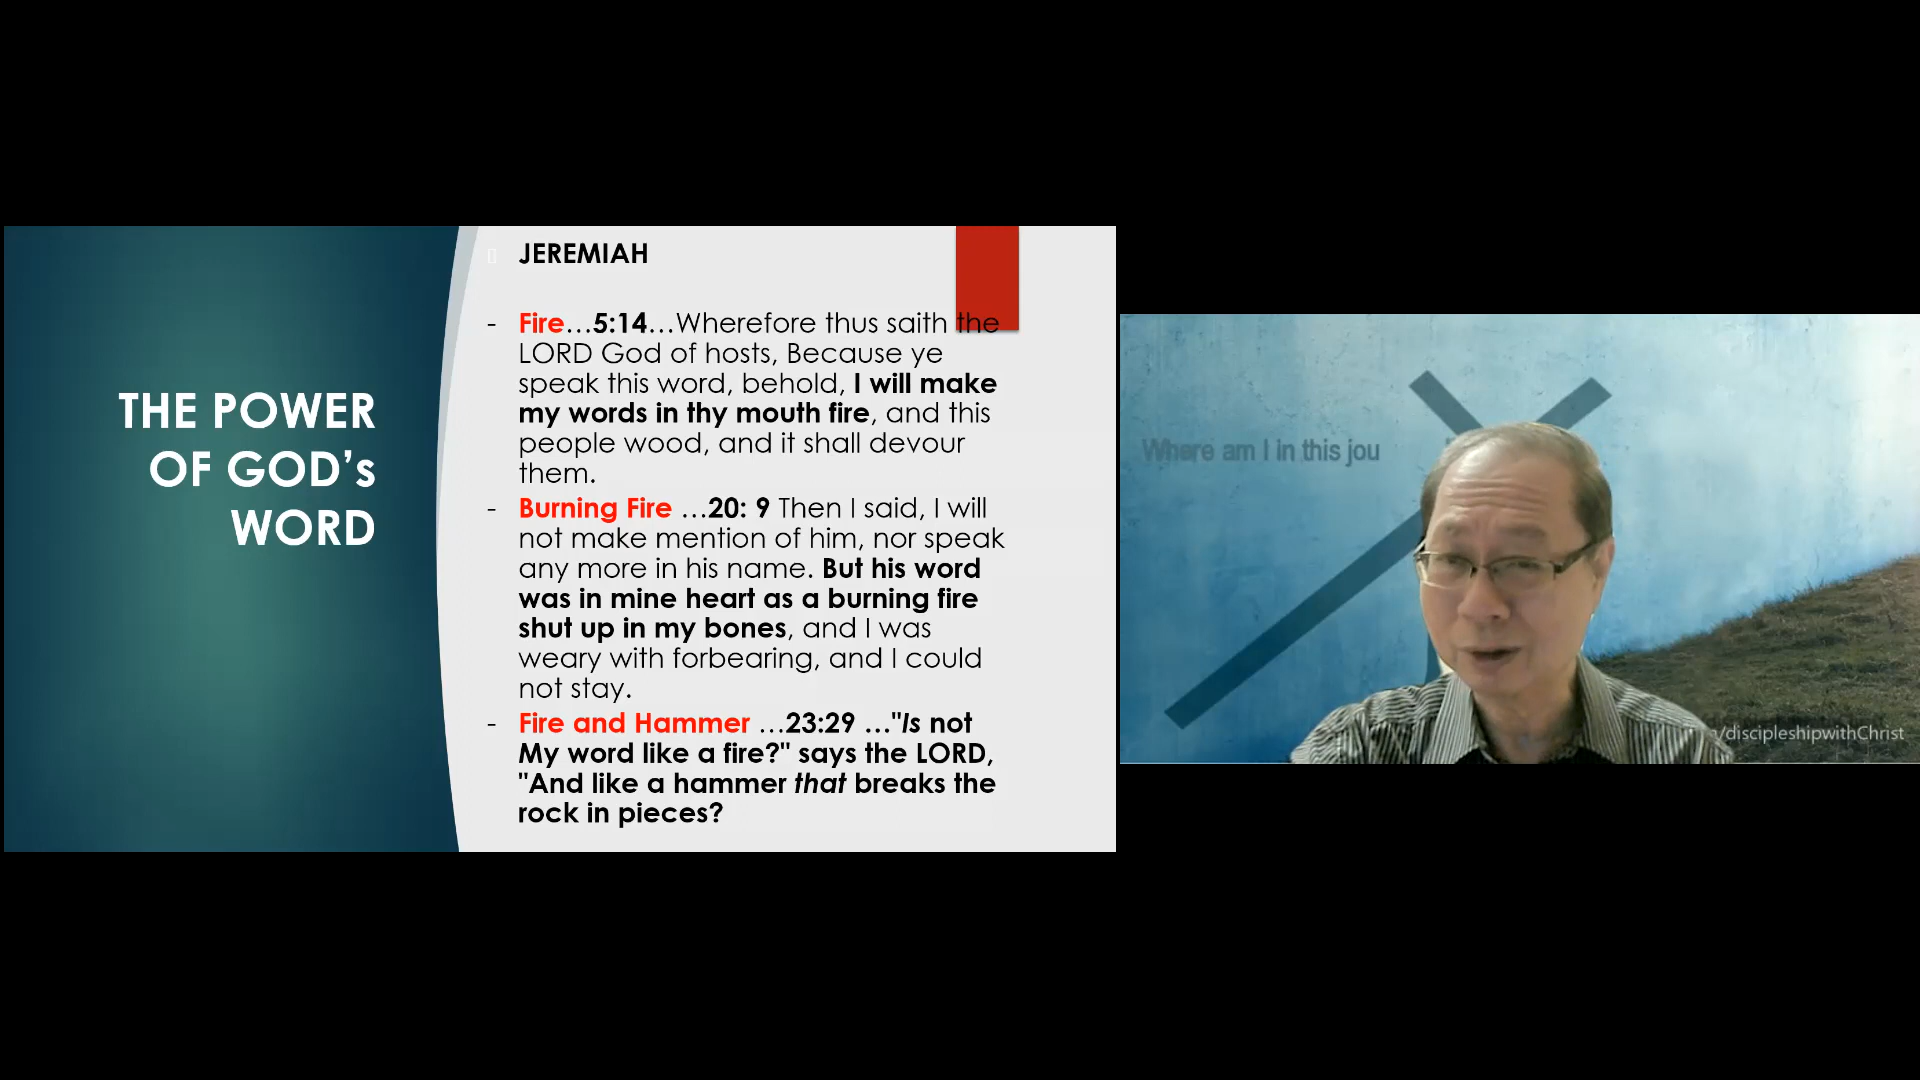 THE POWER
OF GOD’s
WORD
JEREMIAH
- Fire…5:14…Wherefore thus saith the
LORD God of hosts, Because ye
speak this word, behold, I will make
my words in thy mouth fire, and this
people wood, and it shall devour
them.
- Burning Fire …20: 9 Then I said, I will
not make mention of him, nor speak
any more in his name. But his word
was in mine heart as a burning fire
shut up in my bones, and I was
weary with forbearing, and I could
not stay.
- Fire and Hammer …23:29 …"Is not
My word like a fire?" says the LORD,
"And like a hammer that breaks the
rock in pieces?
Where am I in this jou
/discipleshipwithChrist